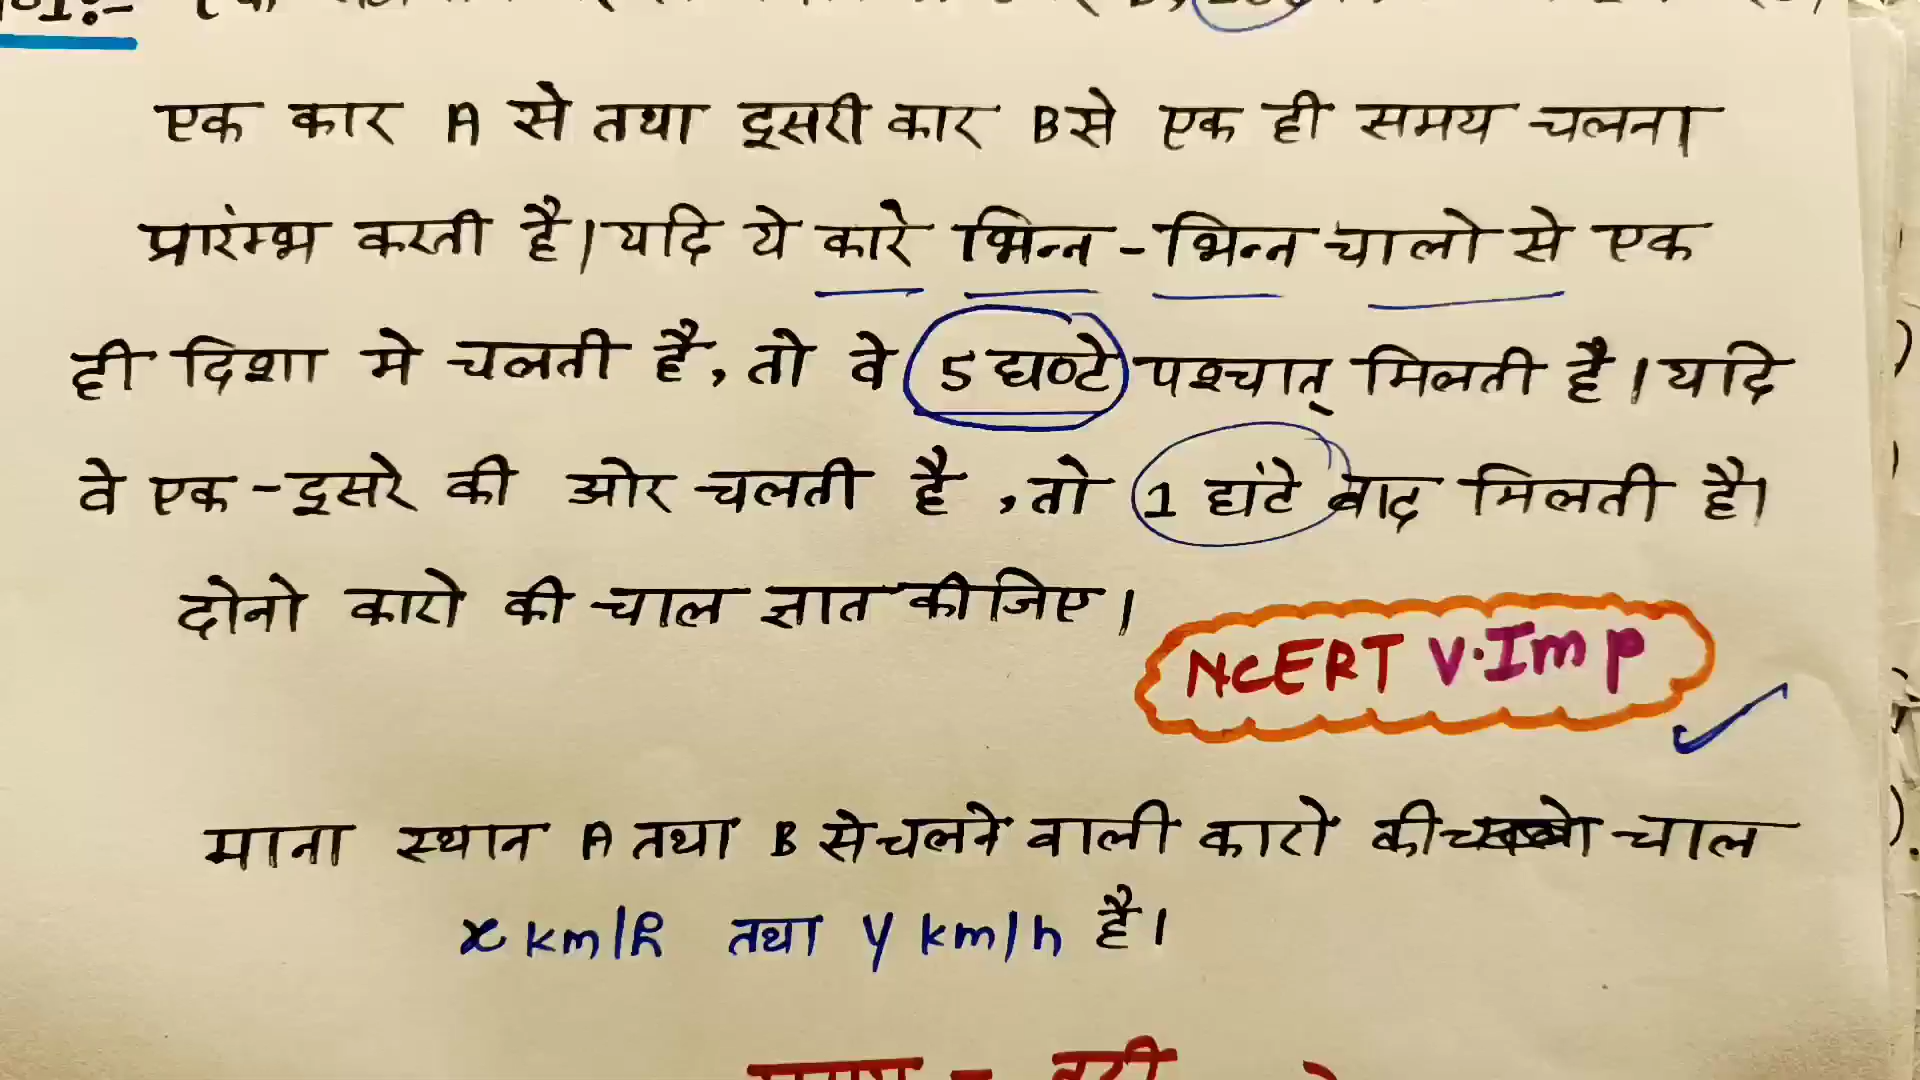 एक कार A से तथा दूसरी कार B से एक ही समय चलना
प्रारंम्भ करती है। यदि ये कारे भिन्न - भिन्न चालो से एक
ही दिशा मे चलती है, तो वे 5 घण्टे पश्चात् मिलती है। यदि
वे एक - दूसरे की ओर चलती है, तो 1 घंटे बाद मिलती है।
दोनो कारो की चाल ज्ञात कीजिए।
NCERT V.Imp
माना स्थान A तथा B से चलने वाली कारो की चाल
x km/h तथा y km/h है।